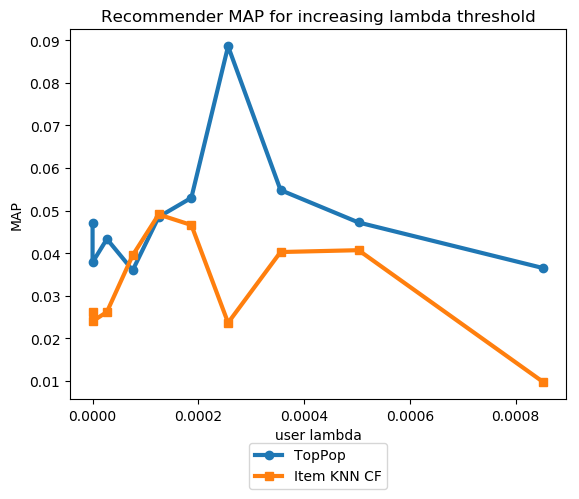 Recommender MAP for increasing lambda threshold
0.09
0.08
0.07
0.06
0.05
0.04
0.03
0.02
0.01
MAP
0.0000 0.0002 0.0004 0.0006 0.0008
user lambda
TopPop
Item KNN CF